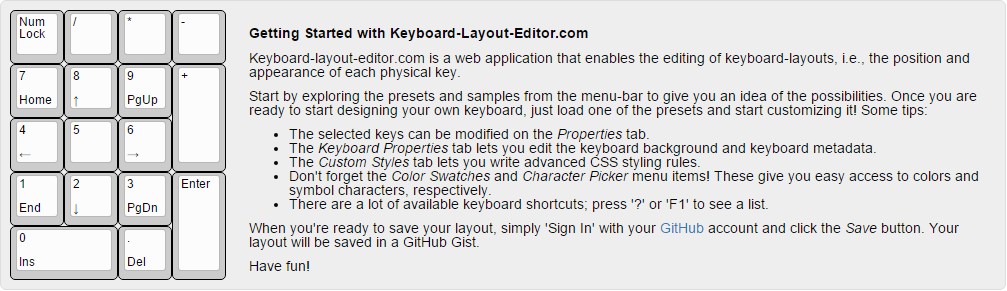 Num Lock
/
*
-
7
Home
8
↑
9
PgUp
+
4
←
5
6
→
1
End
2
↓
3
PgDn
Enter
0
Ins
.
Del
Getting Started with Keyboard-Layout-Editor.com
Keyboard-layout-editor.com is a web application that enables the editing of keyboard-layouts, i.e., the position and
appearance of each physical key.
Start by exploring the presets and samples from the menu-bar to give you an idea of the possibilities. Once you are
ready to start designing your own keyboard, just load one of the presets and start customizing it! Some tips:
• The selected keys can be modified on the Properties tab.
• The Keyboard Properties tab lets you edit the keyboard background and keyboard metadata.
• The Custom Styles tab lets you write advanced CSS styling rules.
• Don't forget the Color Swatches and Character Picker menu items! These give you easy access to colors and
symbol characters, respectively.
• There are a lot of available keyboard shortcuts; press '?' or 'F1' to see a list.
When you're ready to save your layout, simply 'Sign In' with your GitHub account and click the Save button. Your
layout will be saved in a GitHub Gist.
Have fun!